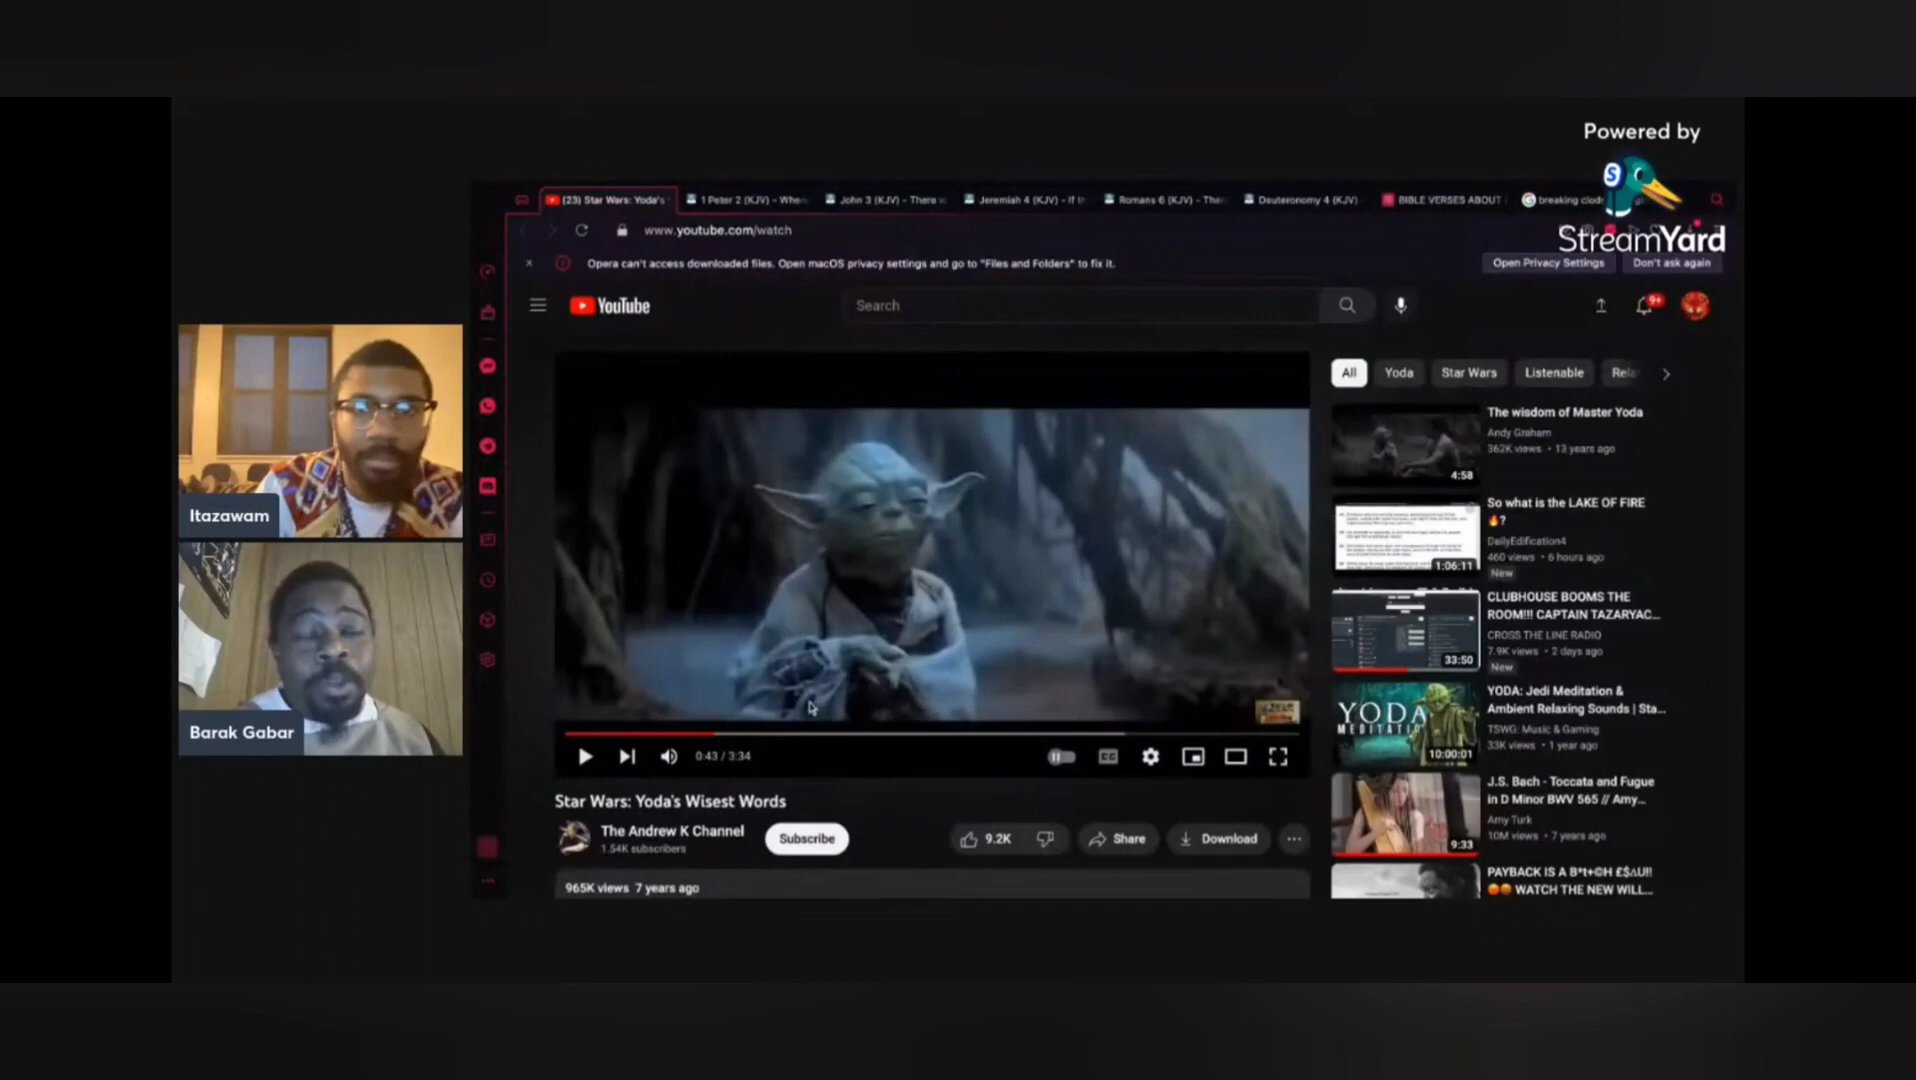 Powered by
StreamYard
(23) Star Wars: Yoda's
1 Peter 2 (KJV) - When
John 3 (KJV) - There w
Jeremiah 4 (KJV) - If th
Romans 6 (KJV) - Ther
Deuteronomy 4 (KJV)
BIBLE VERSES ABOUT
breaking
www.youtube.com/watch
Opera can't access downloaded files. Open macOS privacy settings and go to "Files and Folders" to fix it.
Open Privacy Settings
Don't ask again
YouTube
Search
9+
Itazawam
Barak Gabar
0:43 / 3:34
CC
Star Wars: Yoda's Wisest Words
The Andrew K Channel
1.54K subscribers
Subscribe
9.2K
Share
Download
965K views 7 years ago
All
Yoda
Star Wars
Listenable
Rela
The wisdom of Master Yoda
Andy Graham
362K views • 13 years ago
4:58
So what is the LAKE OF FIRE
🔥?
DailyEdification4
460 views • 6 hours ago
New
1:06:11
CLUBHOUSE BOOMS THE
ROOM!!! CAPTAIN TAZARYAC...
CROSS THE LINE RADIO
7.9K views • 2 days ago
New
33:50
YODA: Jedi Meditation &
Ambient Relaxing Sounds | Sta...
TSWG: Music & Gaming
33K views • 1 year ago
YODA
10:00:01
J.S. Bach - Toccata and Fugue
in D Minor BWV 565 // Amy...
Amy Turk
10M views • 7 years ago
9:33
PAYBACK IS A B*t+©H £$△U!!
😡😡 WATCH THE NEW WILL...